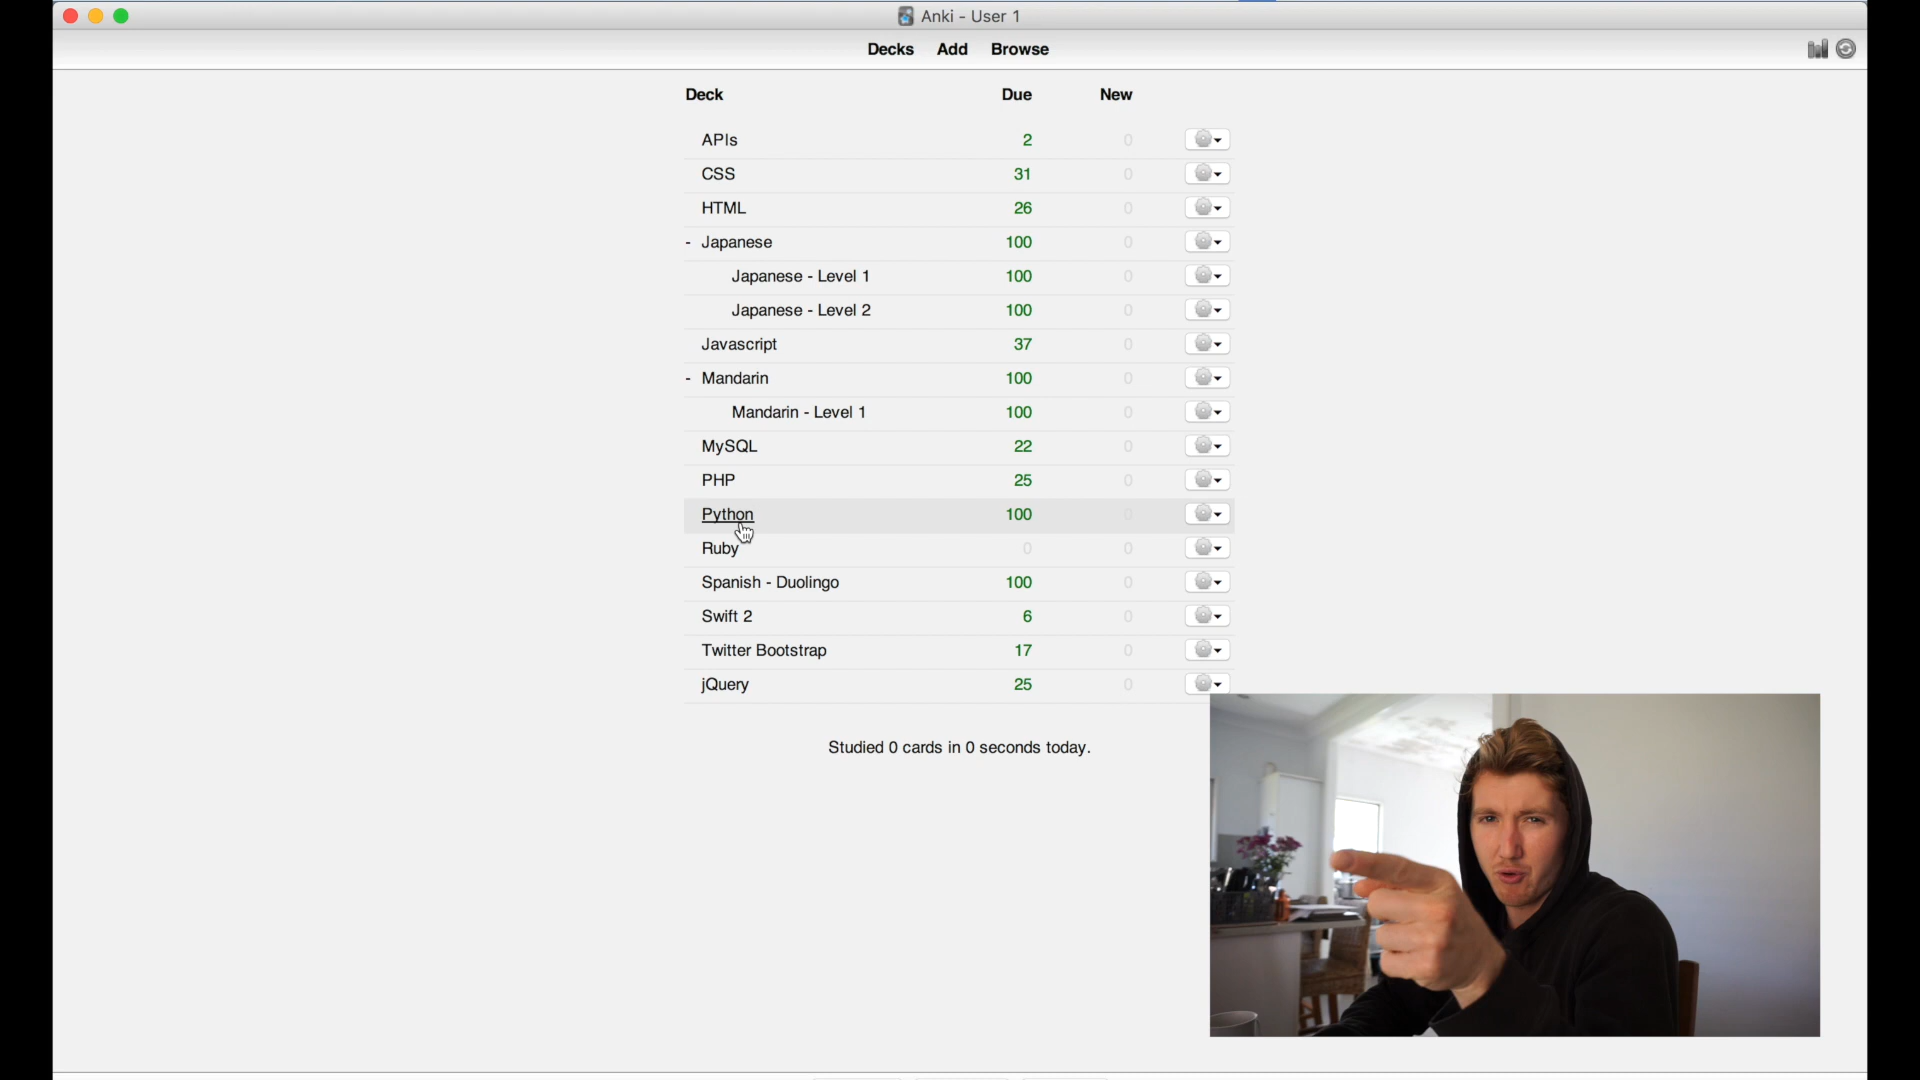 Anki - User 1
Decks Add Browse
Deck Due New
APIs 2 0
CSS 31 0
HTML 26 0
- Japanese 100 0
Japanese - Level 1 100 0
Japanese - Level 2 100 0
Javascript 37 0
- Mandarin 100 0
Mandarin - Level 1 100 0
MySQL 22 0
PHP 25 0
Python 100 0
Ruby 0 0
Spanish - Duolingo 100 0
Swift 2 6 0
Twitter Bootstrap 17 0
jQuery 25 0
Studied 0 cards in 0 seconds today.